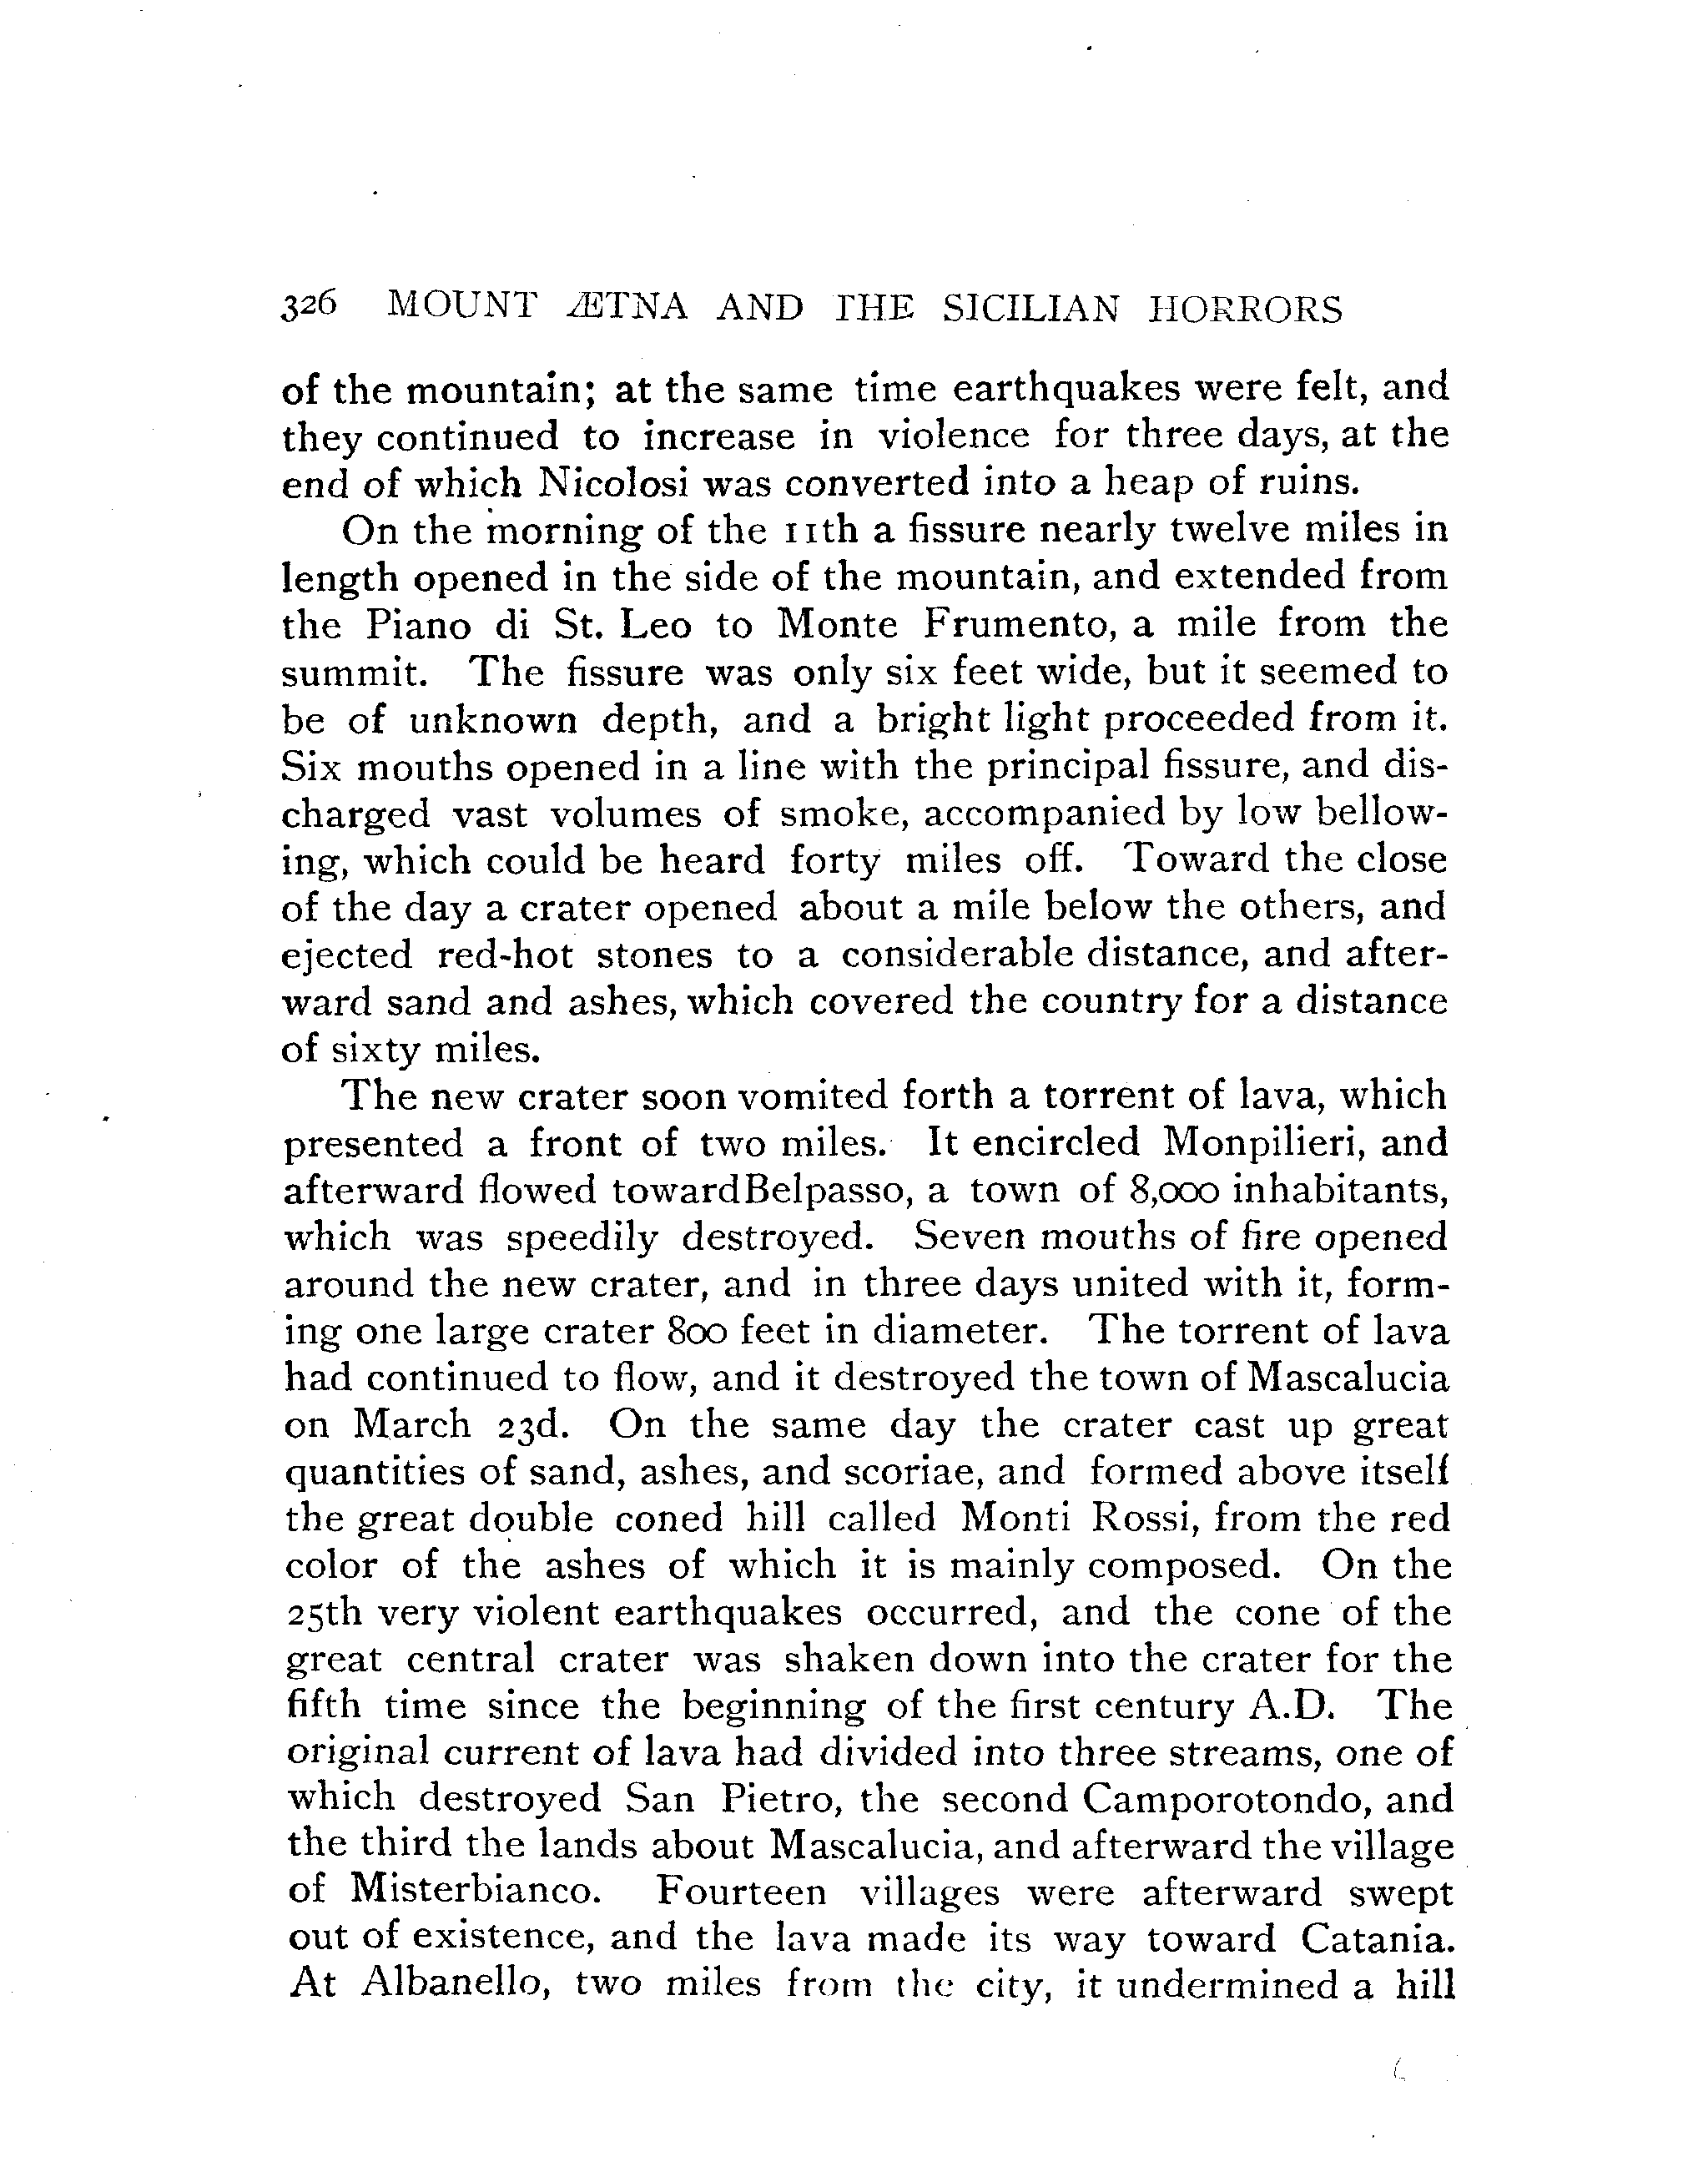 326 MOUNT ÆTNA AND THE SICILIAN HORRORS
of the mountain; at the same time earthquakes were felt, and
they continued to increase in violence for three days, at the
end of which Nicolosi was converted into a heap of ruins.
On the morning of the 11th a fissure nearly twelve miles in
length opened in the side of the mountain, and extended from
the Piano di St. Leo to Monte Frumento, a mile from the
summit. The fissure was only six feet wide, but it seemed to
be of unknown depth, and a bright light proceeded from it.
Six mouths opened in a line with the principal fissure, and dis-
charged vast volumes of smoke, accompanied by low bellow-
ing, which could be heard forty miles off. Toward the close
of the day a crater opened about a mile below the others, and
ejected red-hot stones to a considerable distance, and after-
ward sand and ashes, which covered the country for a distance
of sixty miles.
The new crater soon vomited forth a torrent of lava, which
presented a front of two miles. It encircled Monpilieri, and
afterward flowed towardBelpasso, a town of 8,000 inhabitants,
which was speedily destroyed. Seven mouths of fire opened
around the new crater, and in three days united with it, form-
ing one large crater 800 feet in diameter. The torrent of lava
had continued to flow, and it destroyed the town of Mascalucia
on March 23d. On the same day the crater cast up great
quantities of sand, ashes, and scoriae, and formed above itself
the great double coned hill called Monti Rossi, from the red
color of the ashes of which it is mainly composed. On the
25th very violent earthquakes occurred, and the cone of the
great central crater was shaken down into the crater for the
fifth time since the beginning of the first century A.D. The
original current of lava had divided into three streams, one of
which destroyed San Pietro, the second Camporotondo, and
the third the lands about Mascalucia, and afterward the village
of Misterbianco. Fourteen villages were afterward swept
out of existence, and the lava made its way toward Catania.
At Albanello, two miles from the city, it undermined a hill